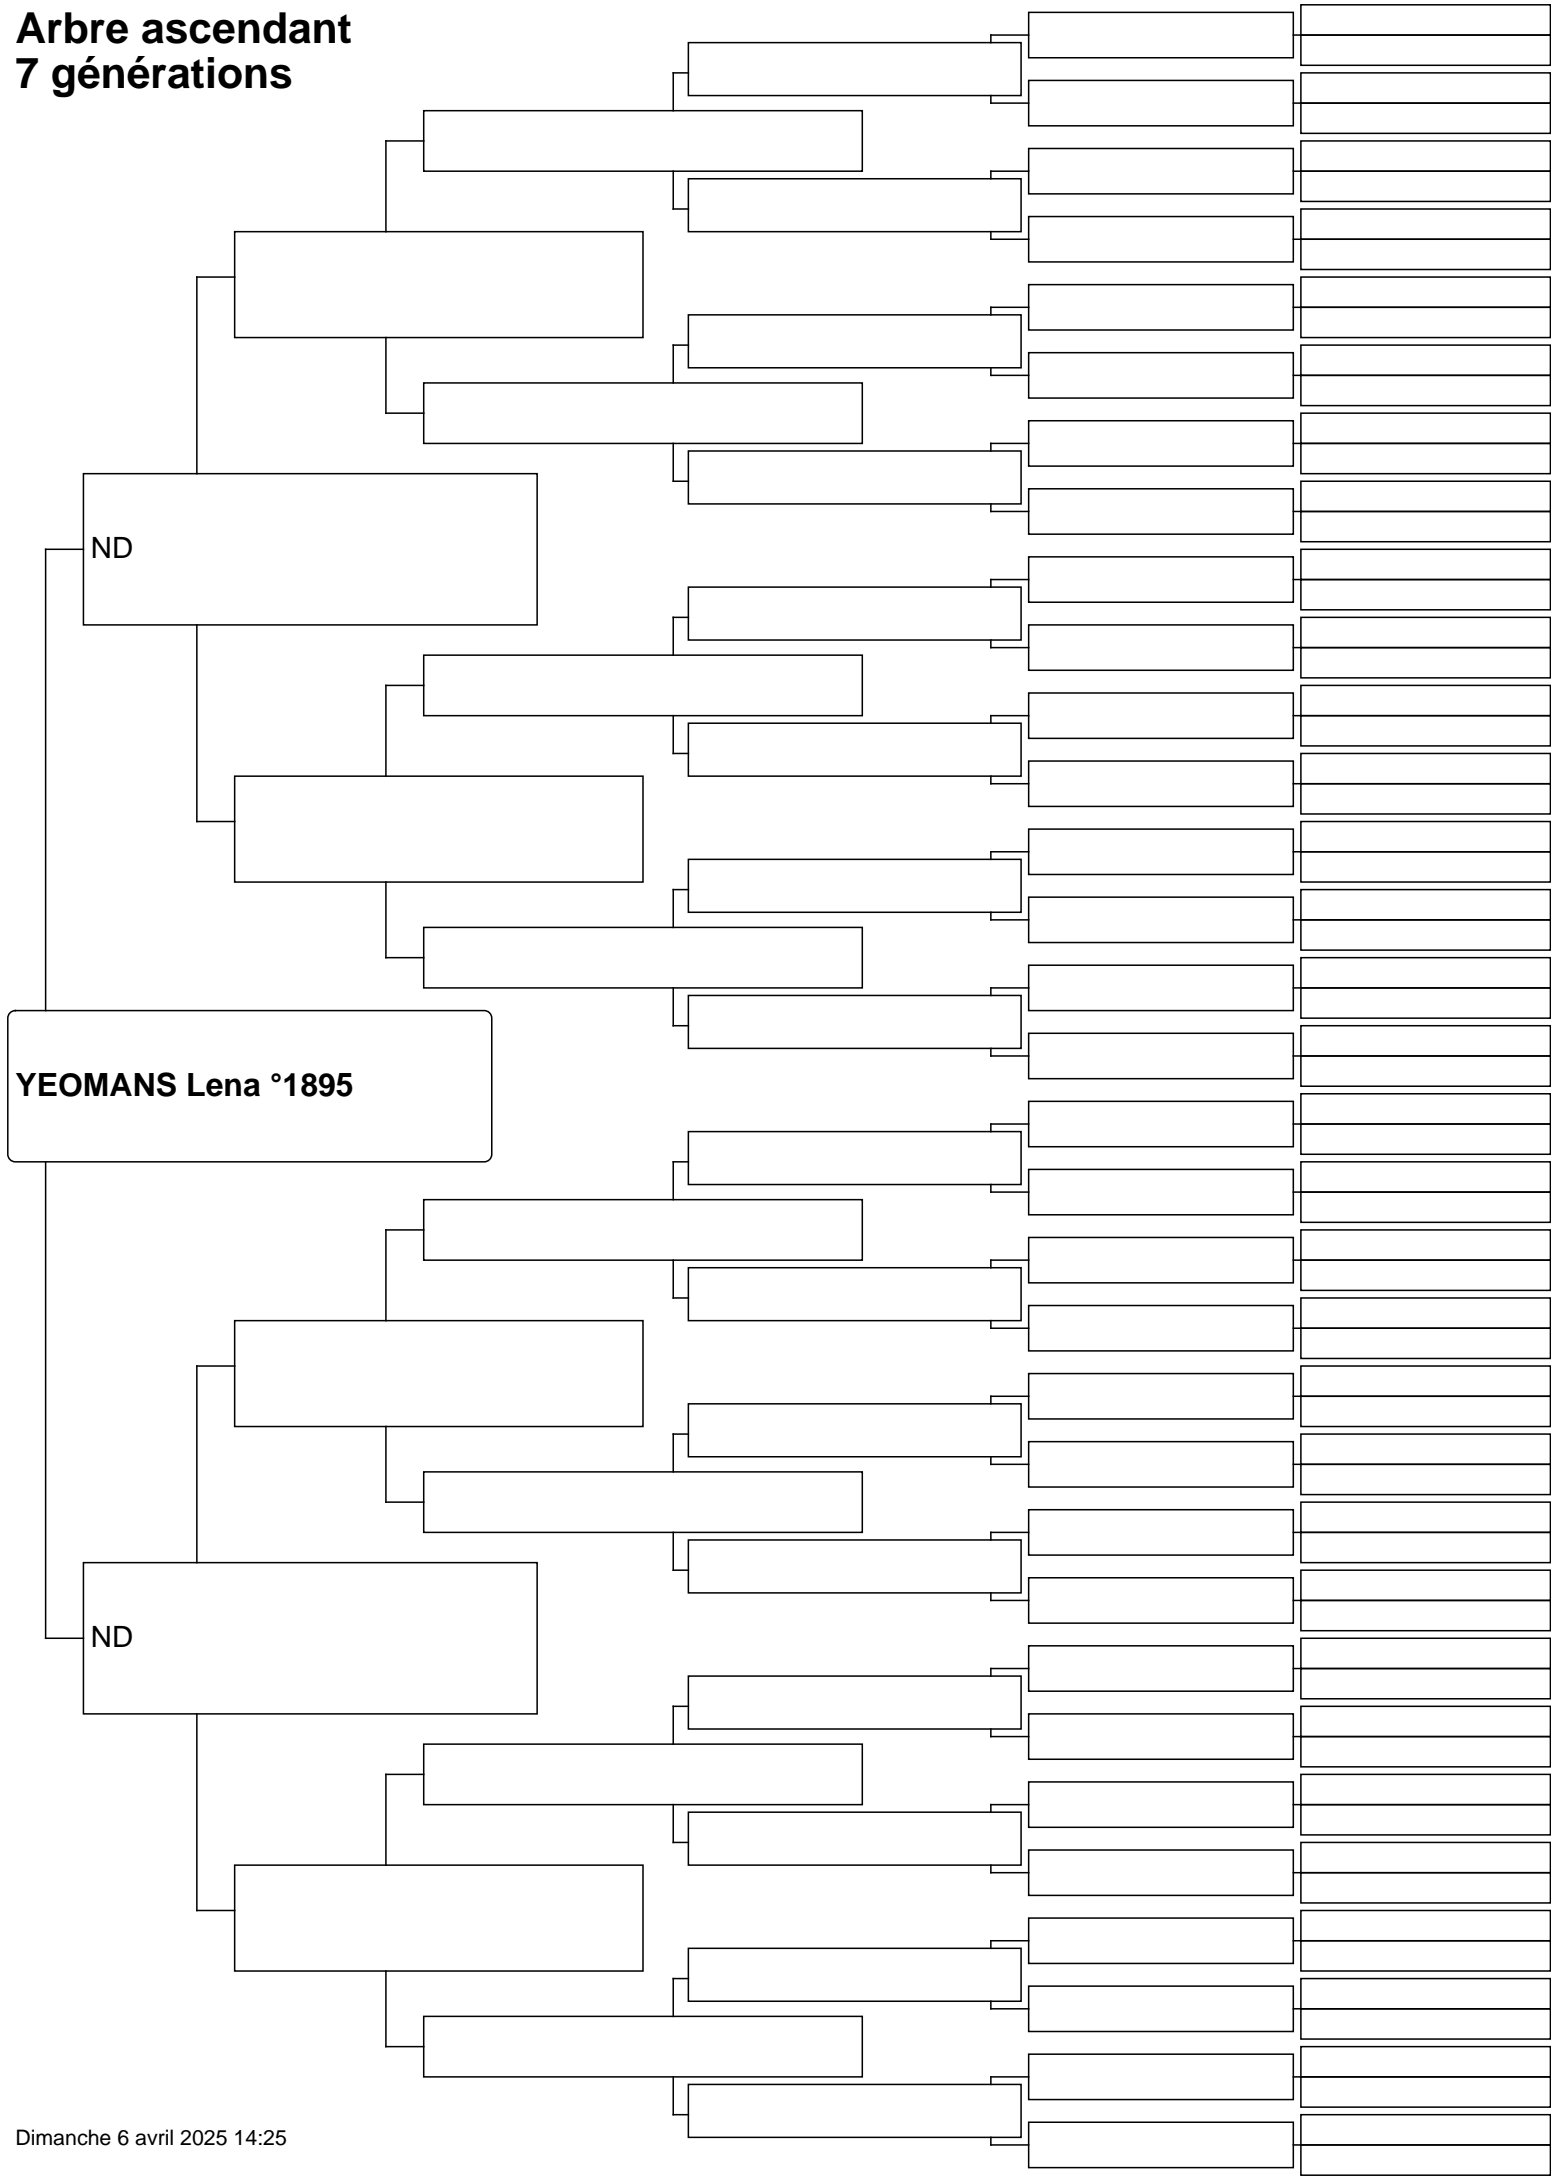 Arbre ascendant
7 générations
ND
YEOMANS Lena °1895
ND
Dimanche 6 avril 2025 14:25